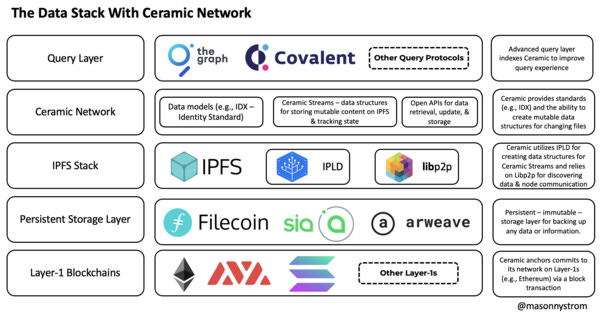 The Data Stack With Ceramic Network
Query Layer
the
graph
Covalent
Other Query Protocols
Advanced query layer
indexes Ceramic to improve
query experience
Ceramic Network
Data models (e.g., IDX –
Identity Standard)
Ceramic Streams – data structures
for storing mutable content on IPFS
& tracking state
Open APIs for data
retrieval, update, &
storage
Ceramic provides standards
(e.g., IDX) and the ability to
create mutable data
structures for changing files
IPFS Stack
IPFS
IPLD
libp2p
Ceramic utilizes IPLD for
creating data structures for
Ceramic Streams and relies
on Libp2p for discovering
data & node communication
Persistent Storage Layer
Filecoin
sia
a
arweave
Persistent – immutable –
storage layer for backing up
any data or information.
Layer-1 Blockchains
Other Layer-1s
Ceramic anchors commits to
its network on Layer-1s
(e.g., Ethereum) via a block
transaction
@masonnystrom